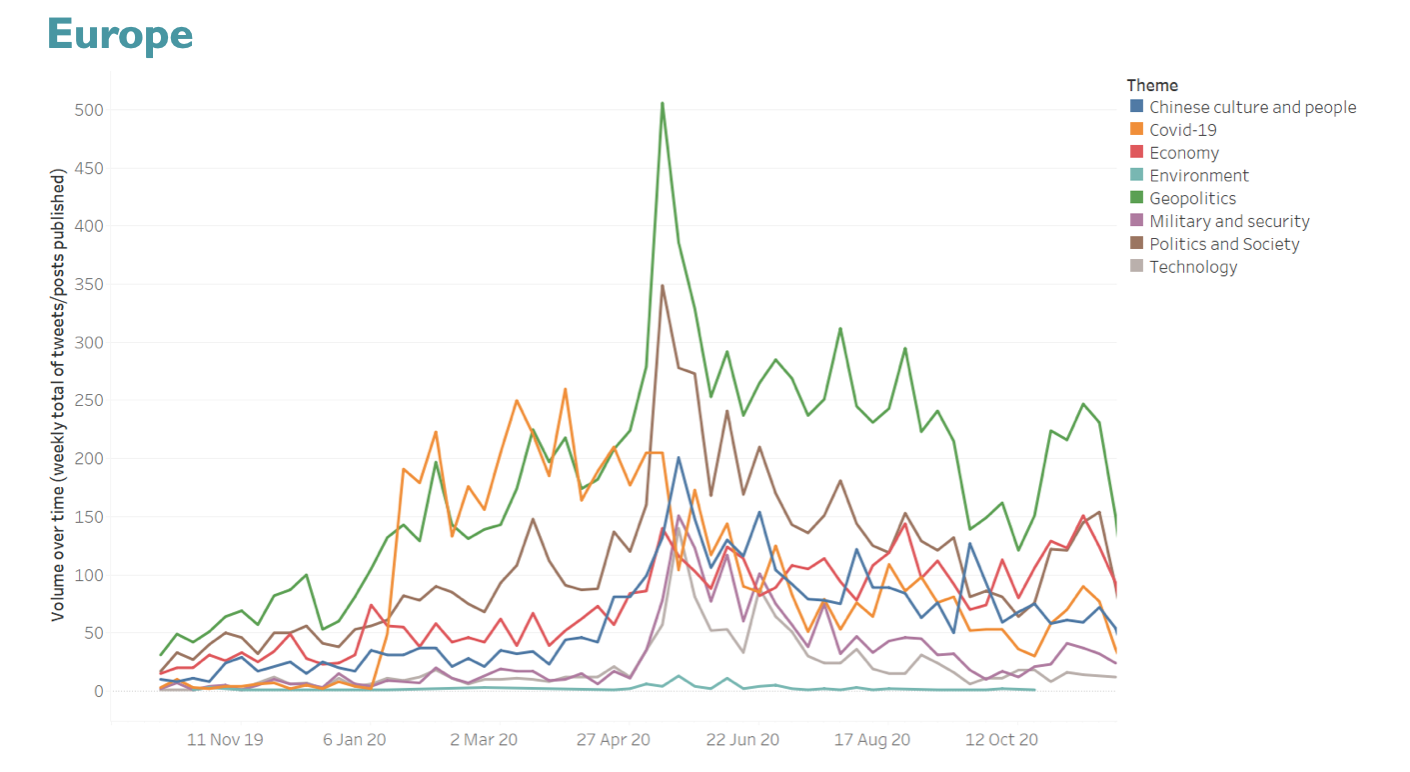 Europe
Volume over time (weekly total of tweets/posts published)
500
450
400
350
300
250
200
150
100
50
0
11 Nov 19
6 Jan 20
2 Mar 20
27 Apr 20
22 Jun 20
17 Aug 20
12 Oct 20
Theme
Chinese culture and people
Covid-19
Economy
Environment
Geopolitics
Military and security
Politics and Society
Technology